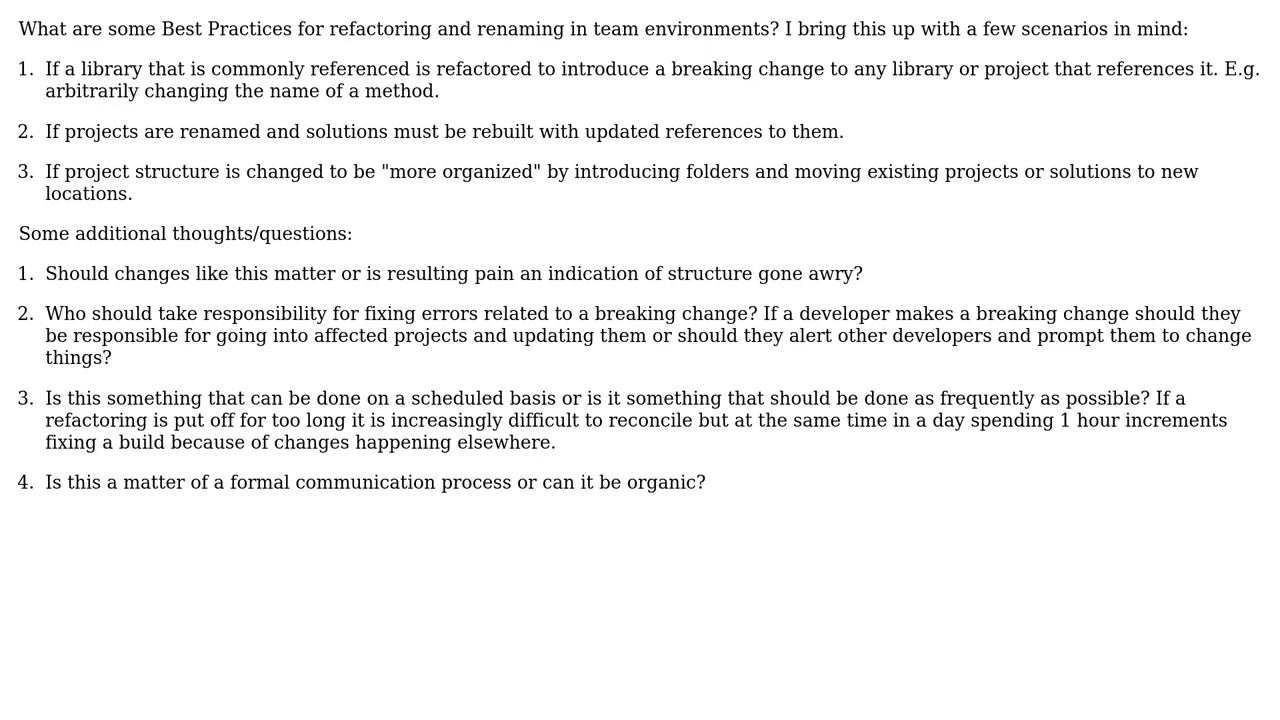 What are some Best Practices for refactoring and renaming in team environments? I bring this up with a few scenarios in mind:
1. If a library that is commonly referenced is refactored to introduce a breaking change to any library or project that references it. E.g.
arbitrarily changing the name of a method.
2. If projects are renamed and solutions must be rebuilt with updated references to them.
3. If project structure is changed to be "more organized" by introducing folders and moving existing projects or solutions to new
locations.
Some additional thoughts/questions:
1. Should changes like this matter or is resulting pain an indication of structure gone awry?
2. Who should take responsibility for fixing errors related to a breaking change? If a developer makes a breaking change should they
be responsible for going into affected projects and updating them or should they alert other developers and prompt them to change
things?
3. Is this something that can be done on a scheduled basis or is it something that should be done as frequently as possible? If a
refactoring is put off for too long it is increasingly difficult to reconcile but at the same time in a day spending 1 hour increments
fixing a build because of changes happening elsewhere.
4. Is this a matter of a formal communication process or can it be organic?